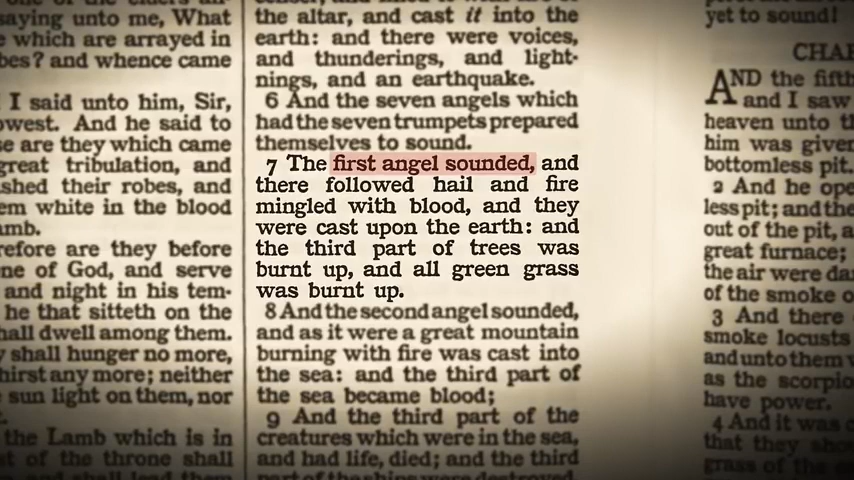 saying unto me, What
which are arrayed in
bes? and whence came
I said unto him, Sir,
owest. And he said to
e are they which came
great tribulation, and
shed their robes, and
em white in the blood
amb.
refore are they before
ne of God, and serve
and night in his tem-
he that sitteth on the
hall dwell among them.
shall hunger no more,
hirst any more; neither
sun light on them, nor
the Lamb which is in
st of the throne shall
the altar, and cast it into the
earth: and there were voices,
and thunderings, and light-
nings, and an earthquake.
6 And the seven angels which
had the seven trumpets prepared
themselves to sound.
7 The first angel sounded, and
there followed hail and fire
mingled with blood, and they
were cast upon the earth: and
the third part of trees was
burnt up, and all green grass
was burnt up.
8 And the second angel sounded,
and as it were a great mountain
burning with fire was cast into
the sea: and the third part of
the sea became blood;
9 And the third part of the
creatures which were in the sea,
and had life, died; and the third
part of the ships were destroyed
yet to sound!
CHAP
AND the fifth
and I saw
heaven unto th
him was given
bottomless pit.
2 And he ope
less pit; and the
out of the pit, a
great furnace;
the air were dar
of the smoke o
3 And there
smoke locusts
and unto them w
as the scorpio
have power.
4 And it was c
that they shou
grass of the e